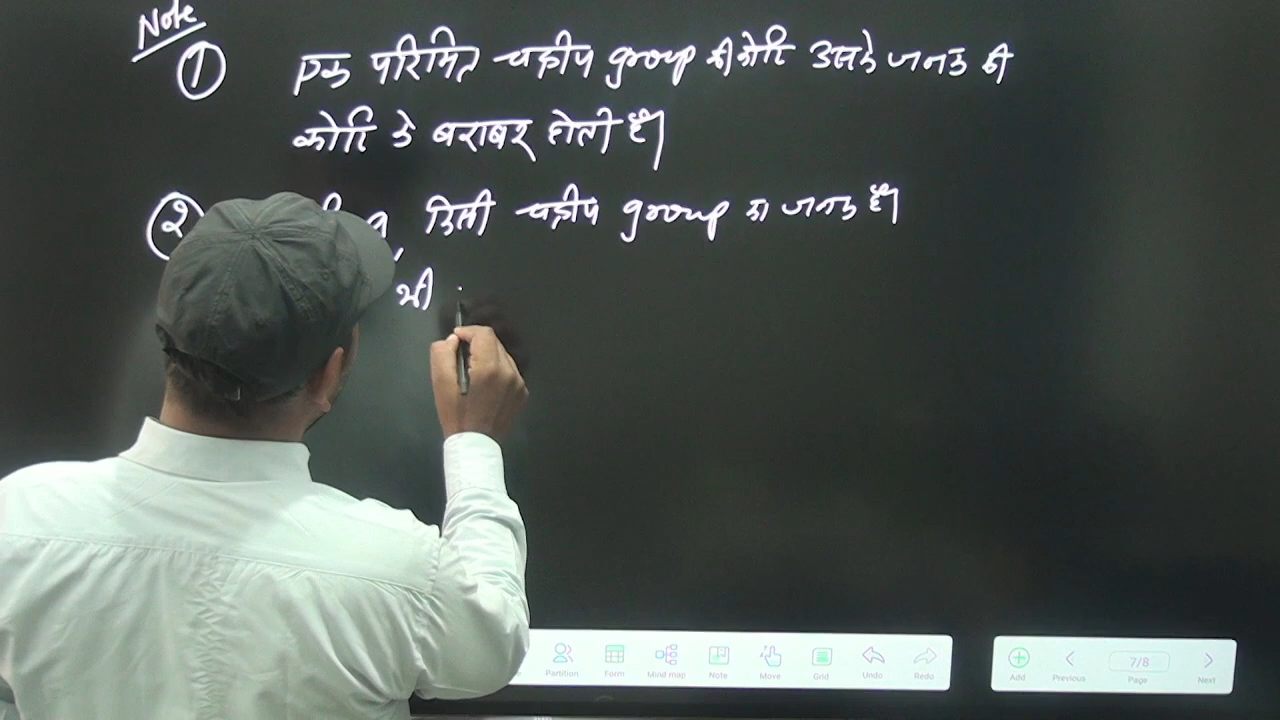 Note
① एक परिमित चक्रीय group की कोटि उसके जनक की
कोटि के बराबर होती है।
② किसी चक्रीय group का जनक है।
भी
Partition Form Mind map Note Move Grid Undo Redo
Add Previous 7/8 Page Next